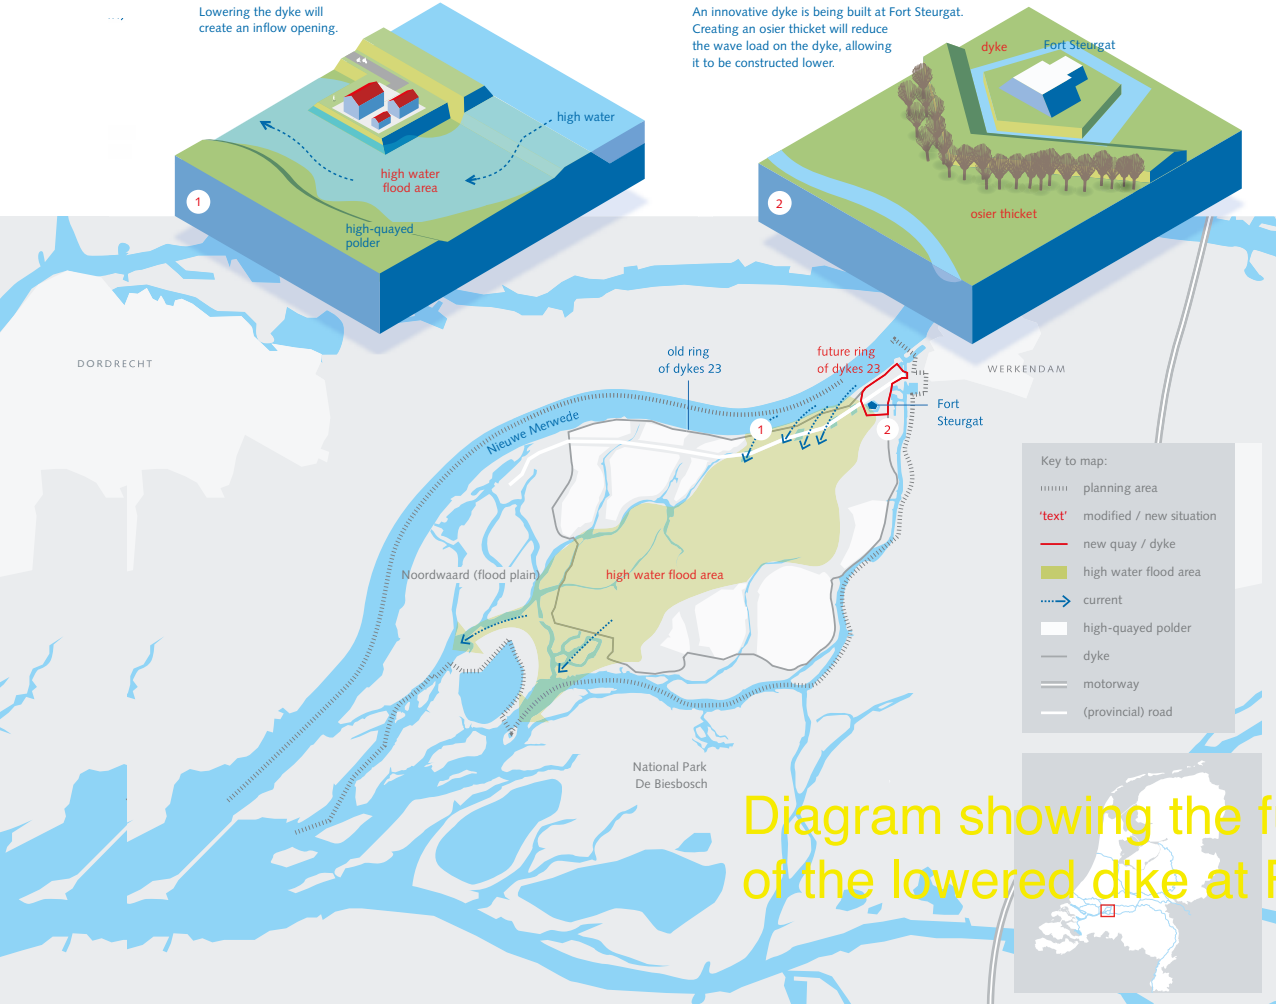 Lowering the dyke will
create an inflow opening.
An innovative dyke is being built at Fort Steurgat.
Creating an osier thicket will reduce
the wave load on the dyke, allowing
it to be constructed lower.
dyke
Fort Steurgat
high water
high water
flood area
1
high-quayed
polder
2
osier thicket
DORDRECHT
old ring
of dykes 23
future ring
of dykes 23
WERKENDAM
Fort
Steurgat
Nieuwe Merwede
1
2
Key to map:
planning area
'text' modified / new situation
new quay / dyke
high water flood area
current
high-quayed polder
dyke
motorway
(provincial) road
Noordwaard (flood plain)
high water flood area
National Park
De Biesbosch
Diagram showing the f
of the lowered dike at